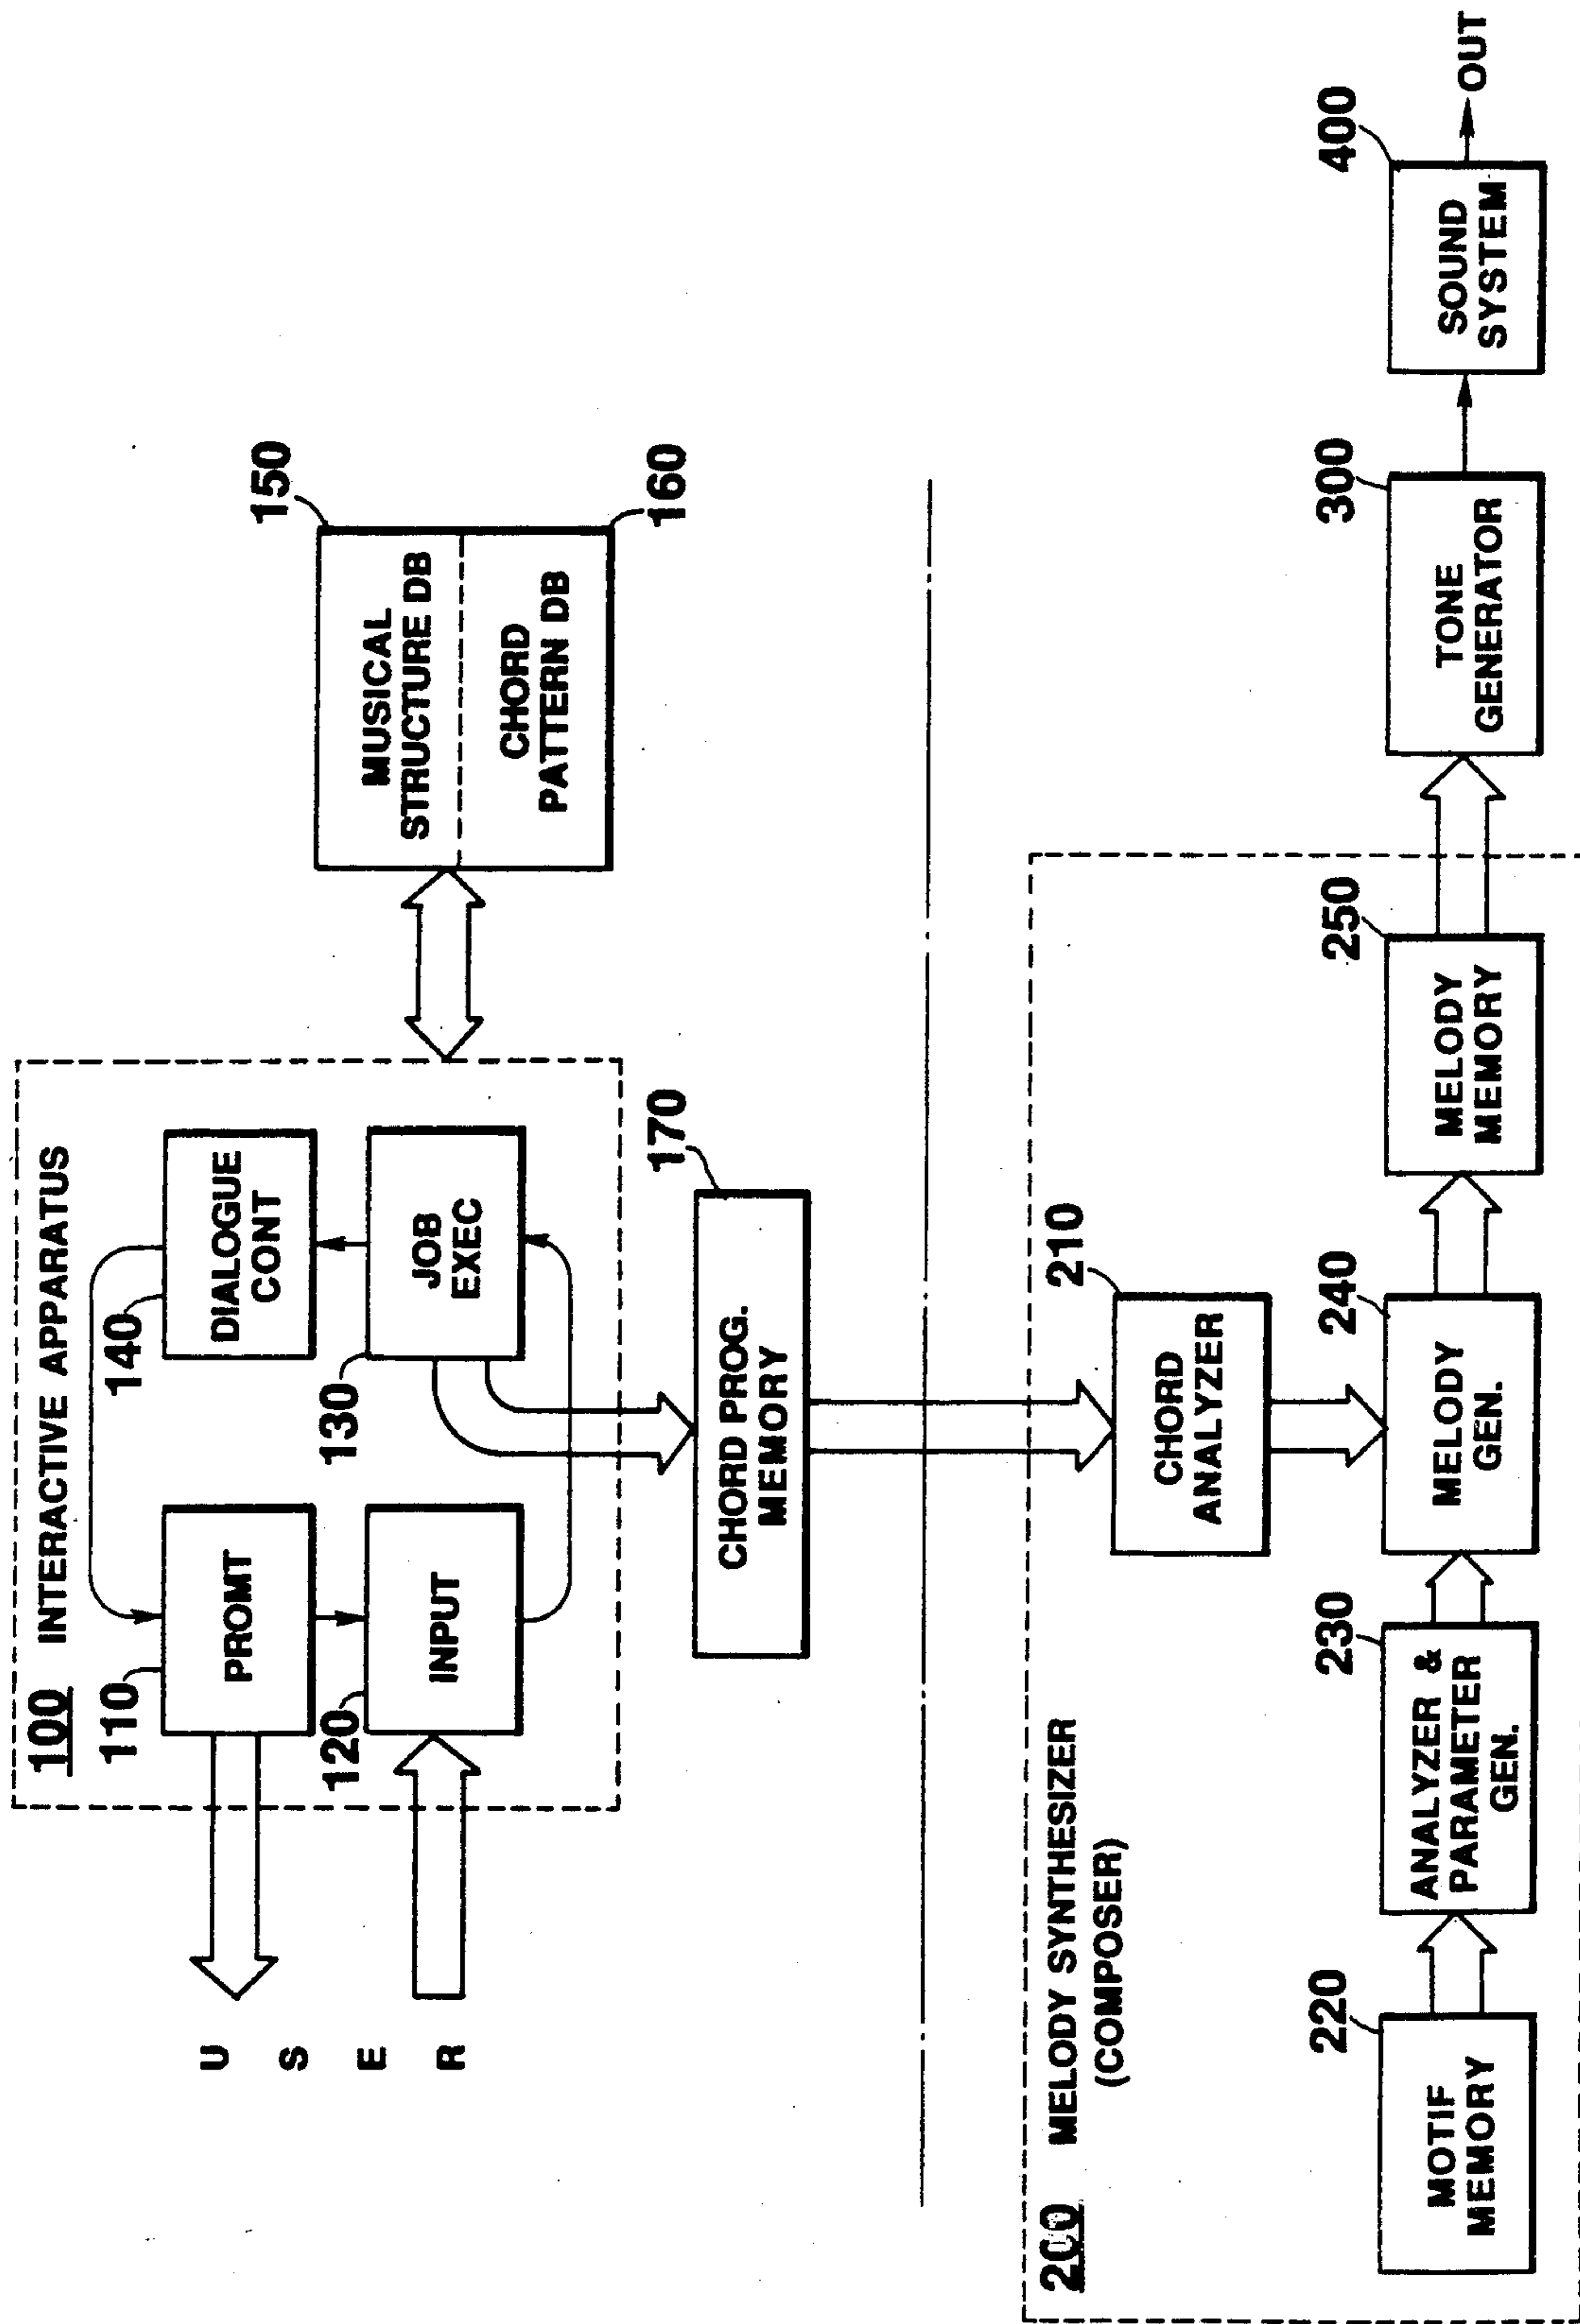 100 INTERACTIVE APPARATUS
110
PROMT
140
DIALOGUE
CONT
120
INPUT
130
JOB
EXEC
U
S
E
R
150
MUSICAL
STRUCTURE DB
CHORD
PATTERN DB
160
170
CHORD PROG.
MEMORY
200 MELODY SYNTHESIZER
(COMPOSER)
210
CHORD
ANALYZER
220
MOTIF
MEMORY
230
ANALYZER &
PARAMETER
GEN.
240
MELODY
GEN.
250
MELODY
MEMORY
300
TONE
GENERATOR
400
SOUND
SYSTEM
OUT